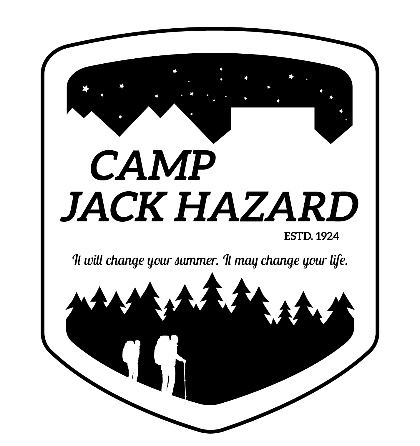 CAMP
JACK HAZARD
ESTD. 1924
It will change your summer. It may change your life.